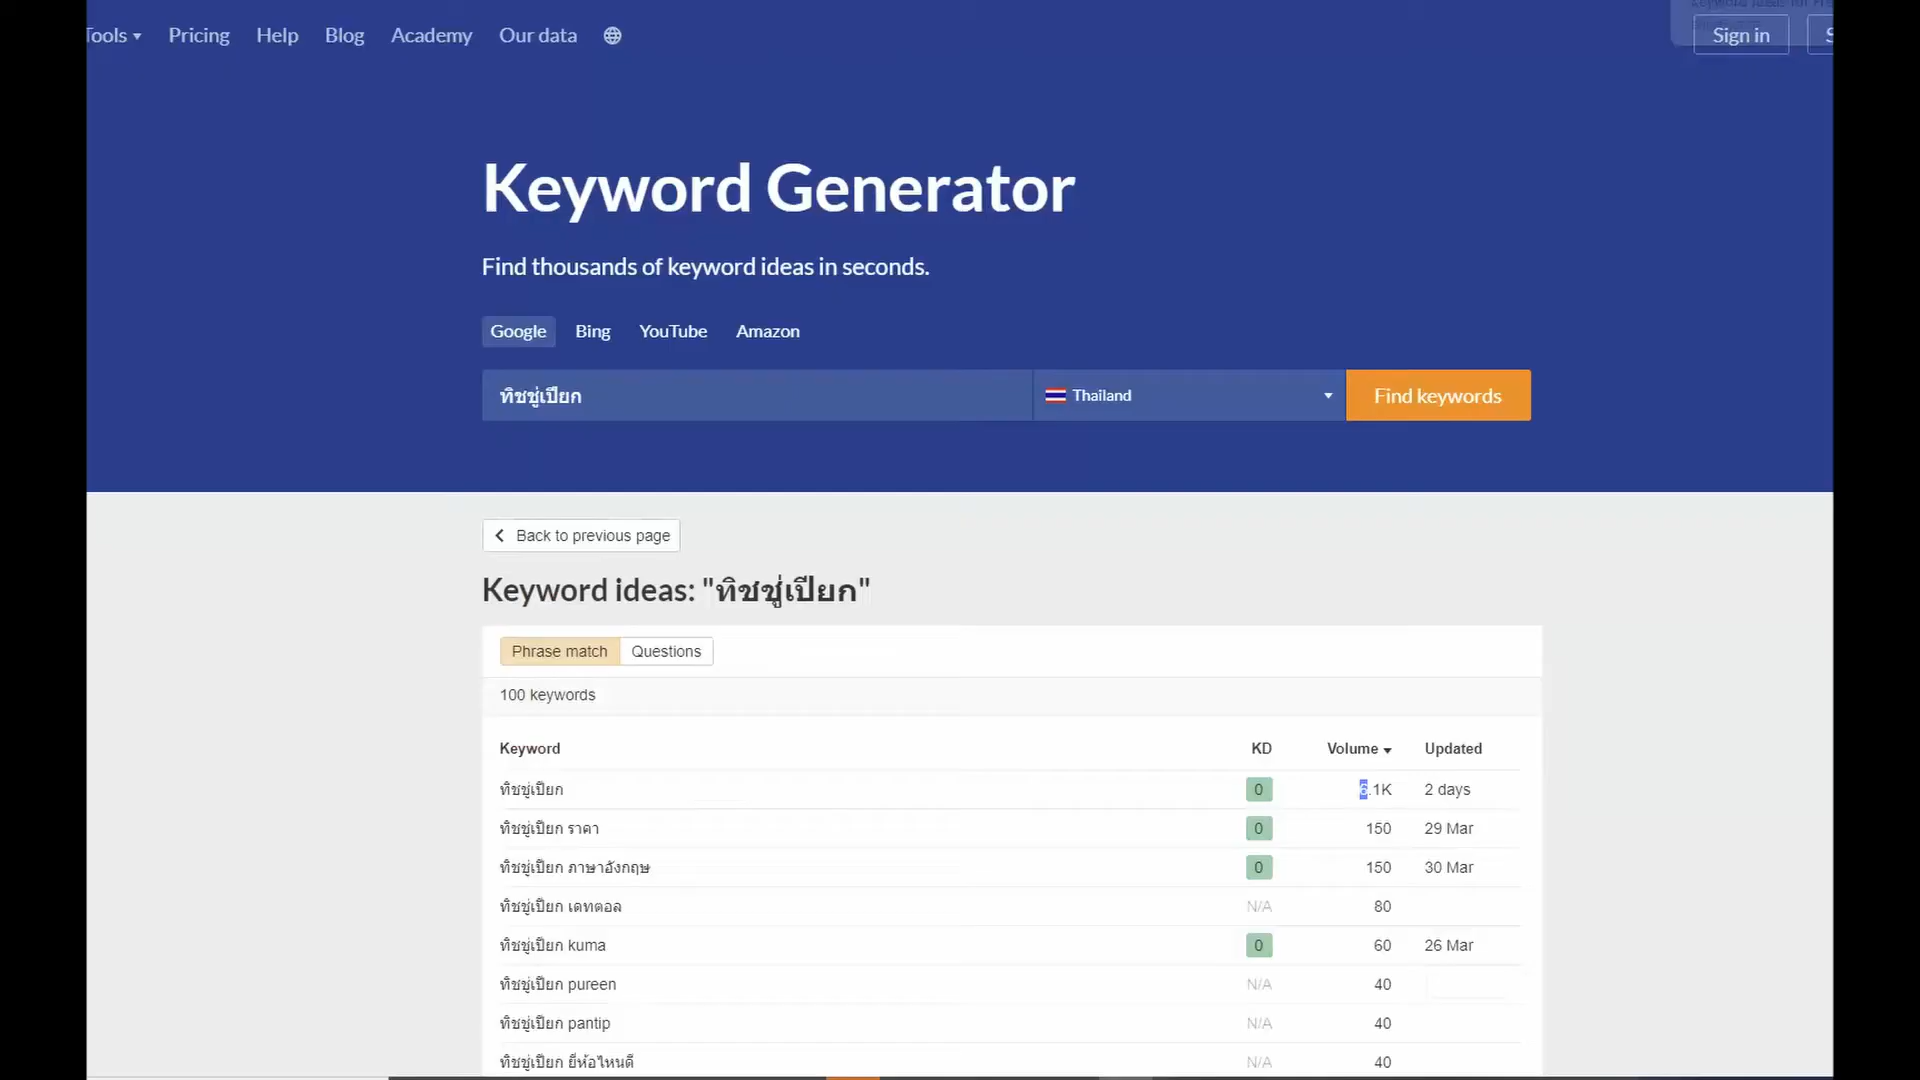 Tools Pricing Help Blog Academy Our data Sign in
Keyword Generator
Find thousands of keyword ideas in seconds.
Google Bing YouTube Amazon
ทิชชู่เปียก Thailand Find keywords
Back to previous page
Keyword ideas: "ทิชชู่เปียก"
Phrase match Questions
100 keywords
Keyword KD Volume Updated
ทิชชู่เปียก 0 6.1K 2 days
ทิชชู่เปียก ราคา 0 150 29 Mar
ทิชชู่เปียก ภาษาอังกฤษ 0 150 30 Mar
ทิชชู่เปียก เดทตอล N/A 80
ทิชชู่เปียก kuma 0 60 26 Mar
ทิชชู่เปียก pureen N/A 40
ทิชชู่เปียก pantip N/A 40
ทิชชู่เปียก ยี่ห้อไหนดี N/A 40